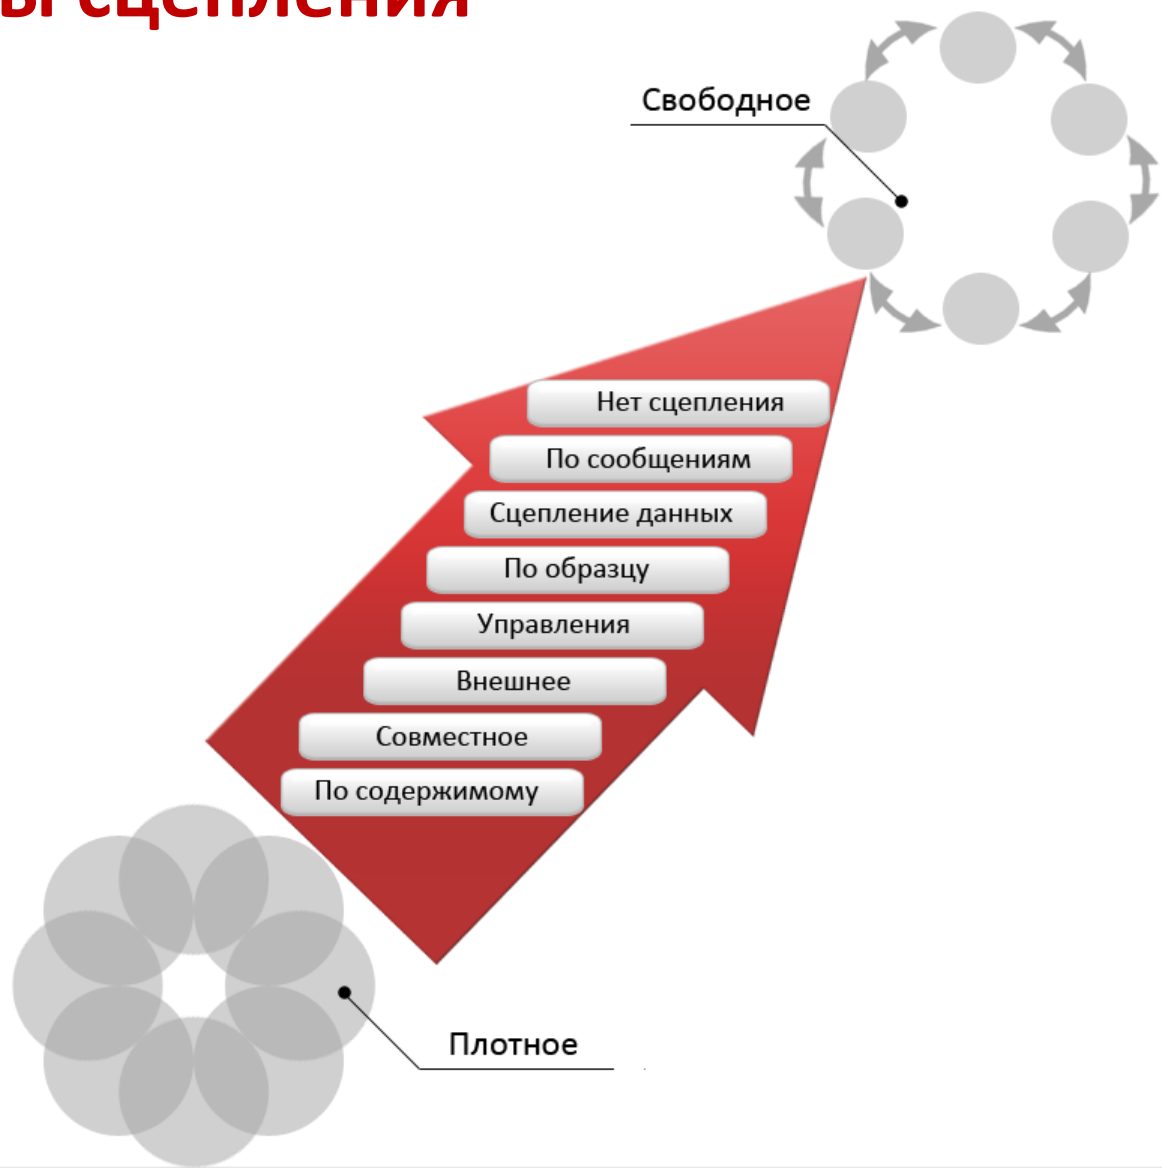 ы сцепления
Свободное
Нет сцепления
По сообщениям
Сцепление данных
По образцу
Управления
Внешнее
Совместное
По содержимому
Плотное